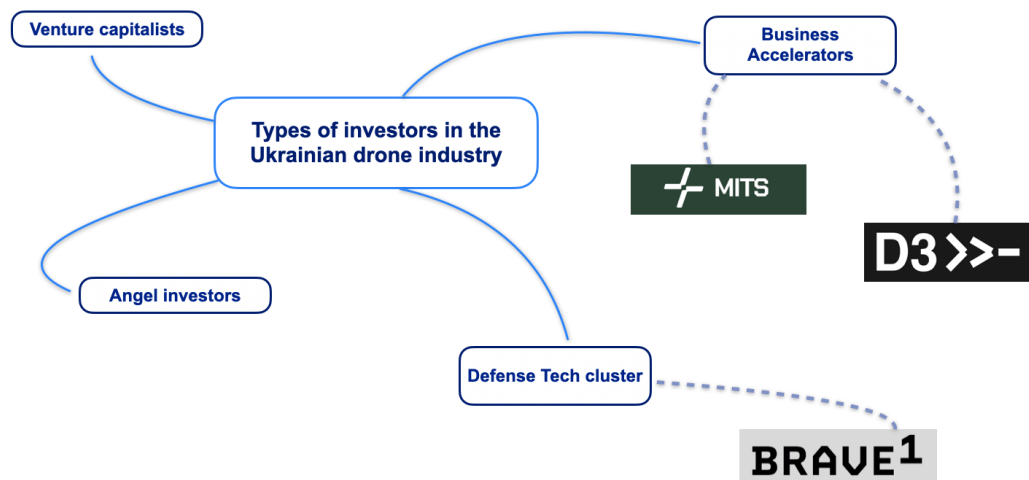 Venture capitalists
Business
Accelerators
Types of investors in the
Ukrainian drone industry
MITS
D3
Angel investors
Defense Tech cluster
BRAVE1